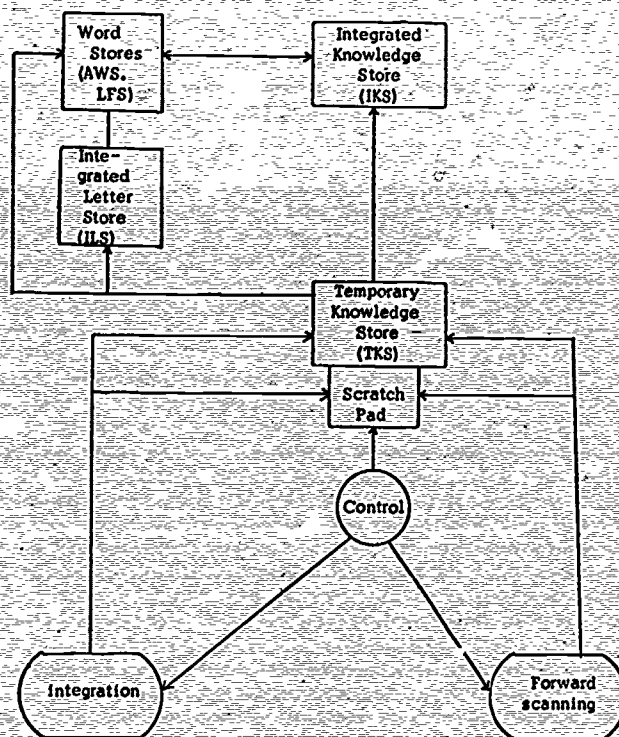 Word
Stores
(AWS.
LFS)
Integrated
Knowledge
Store
(IKS)
Inte-
grated
Letter
Store
(ILS)
Temporary
Knowledge
Store
(TKS)
Scratch
Pad
Control
Integration
Forward
scanning